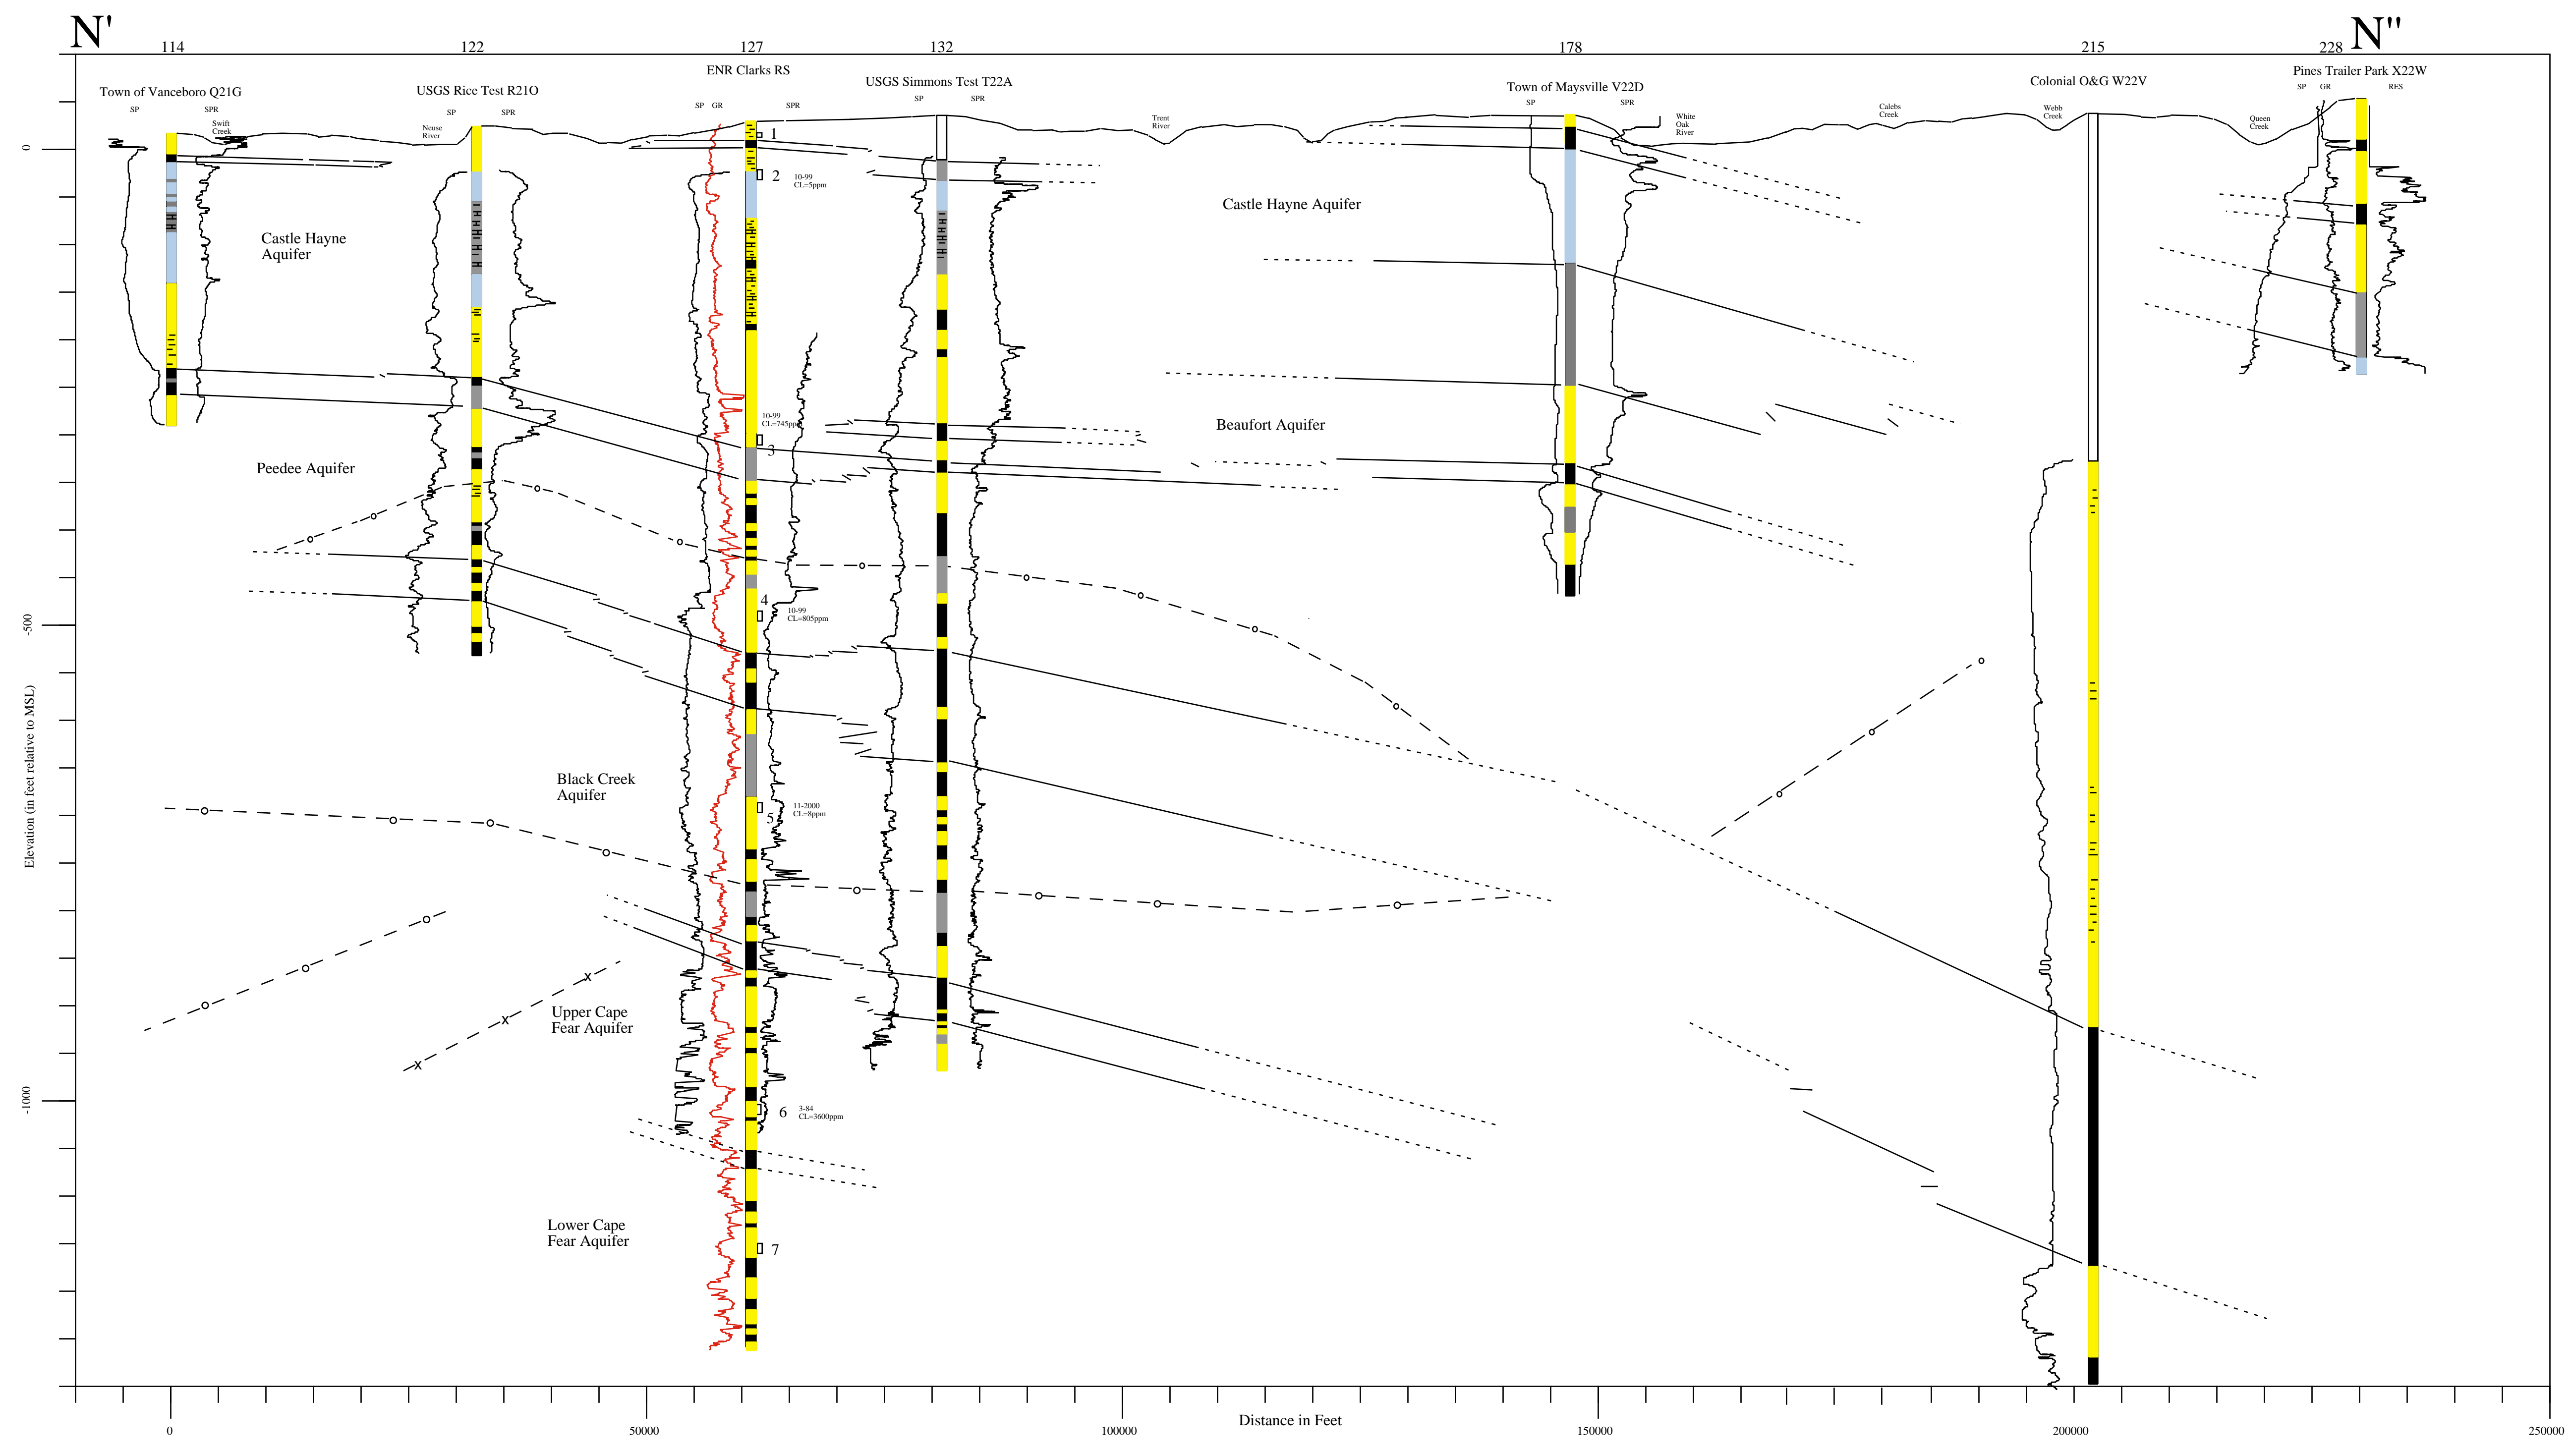 N'
N"
114
122
127
132
178
215
228
Town of Vanceboro Q21G
USGS Rice Test R21O
ENR Clarks RS
USGS Simmons Test T22A
Town of Maysville V22D
Colonial O&G W22V
Pines Trailer Park X22W
SP
SPR
SP
SPR
SP
GR
SPR
SP
SPR
SP
SPR
SP
GR
RES
Swift
Creek
Neuse
River
Trent
River
White
Oak
River
Calebs
Creek
Webb
Creek
Queen
Creek
1
2
10-99
CL=5ppm
Castle Hayne
Aquifer
Castle Hayne Aquifer
10-99
CL=745ppm
3
Beaufort Aquifer
Peedee Aquifer
4
10-99
CL=805ppm
Black Creek
Aquifer
11-2000
CL=8ppm
5
Upper Cape
Fear Aquifer
6
3-84
CL=3600ppm
Lower Cape
Fear Aquifer
7
0
-500
-1000
Elevation (in feet relative to MSL)
0
50000
100000
150000
200000
250000
Distance in Feet